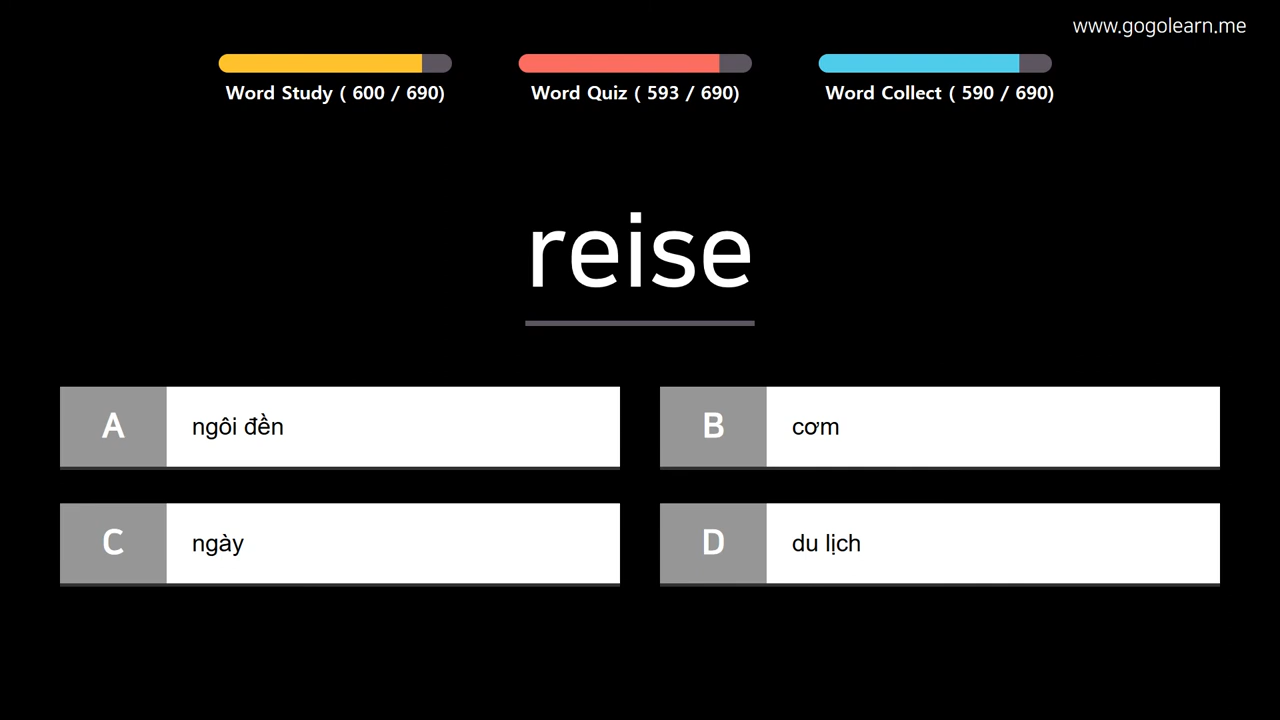 www.gogolearn.me
Word Study ( 600 / 690)
Word Quiz ( 593 / 690)
Word Collect ( 590 / 690)
reise
A ngôi đền
B cơm
C ngày
D du lịch